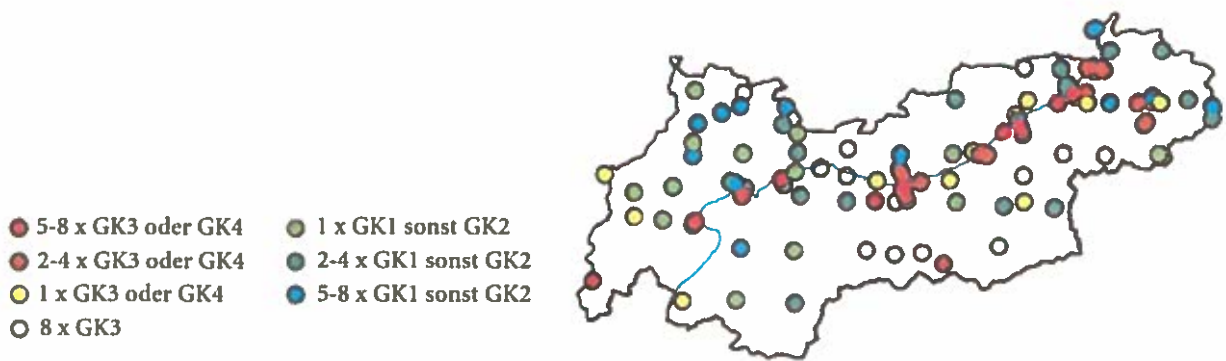 5-8 x GK3 oder GK4
2-4 x GK3 oder GK4
1 x GK3 oder GK4
8 x GK3
1 x GK1 sonst GK2
2-4 x GK1 sonst GK2
5-8 x GK1 sonst GK2